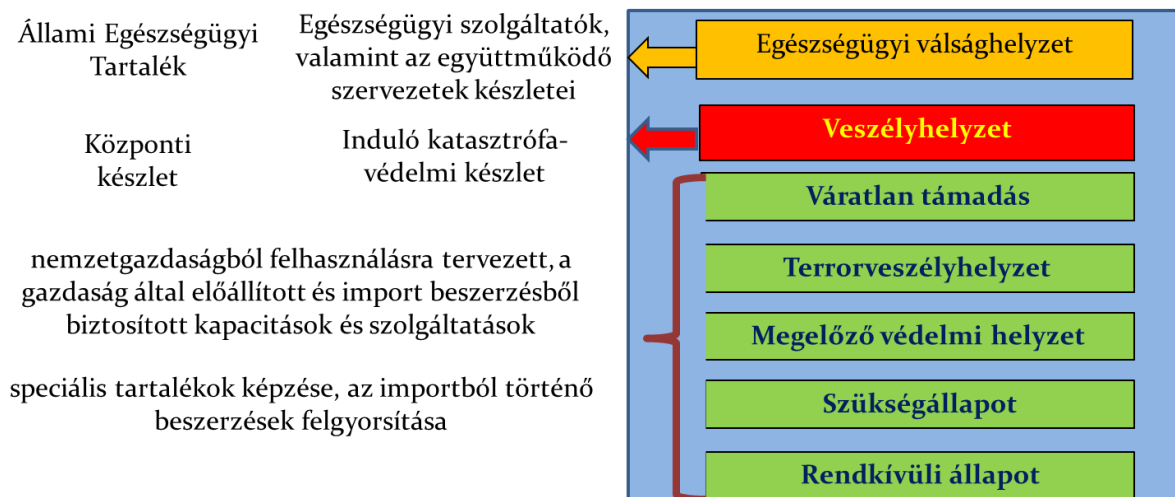 Állami Egészségügyi
Tartalék
Egészségügyi szolgáltatók,
valamint az együttműködő
szervezetek készletei
Központi
készlet
Induló katasztrófa-
védelmi készlet
nemzetgazdaságból felhasználásra tervezett, a
gazdaság által előállított és import beszerzésből
biztosított kapacitások és szolgáltatások
speciális tartalékok képzése, az importból történő
beszerzések felgyorsítása
Egészségügyi válsághelyzet
Veszélyhelyzet
Váratlan támadás
Terrorveszélyhelyzet
Megelőző védelmi helyzet
Szükségállapot
Rendkívüli állapot